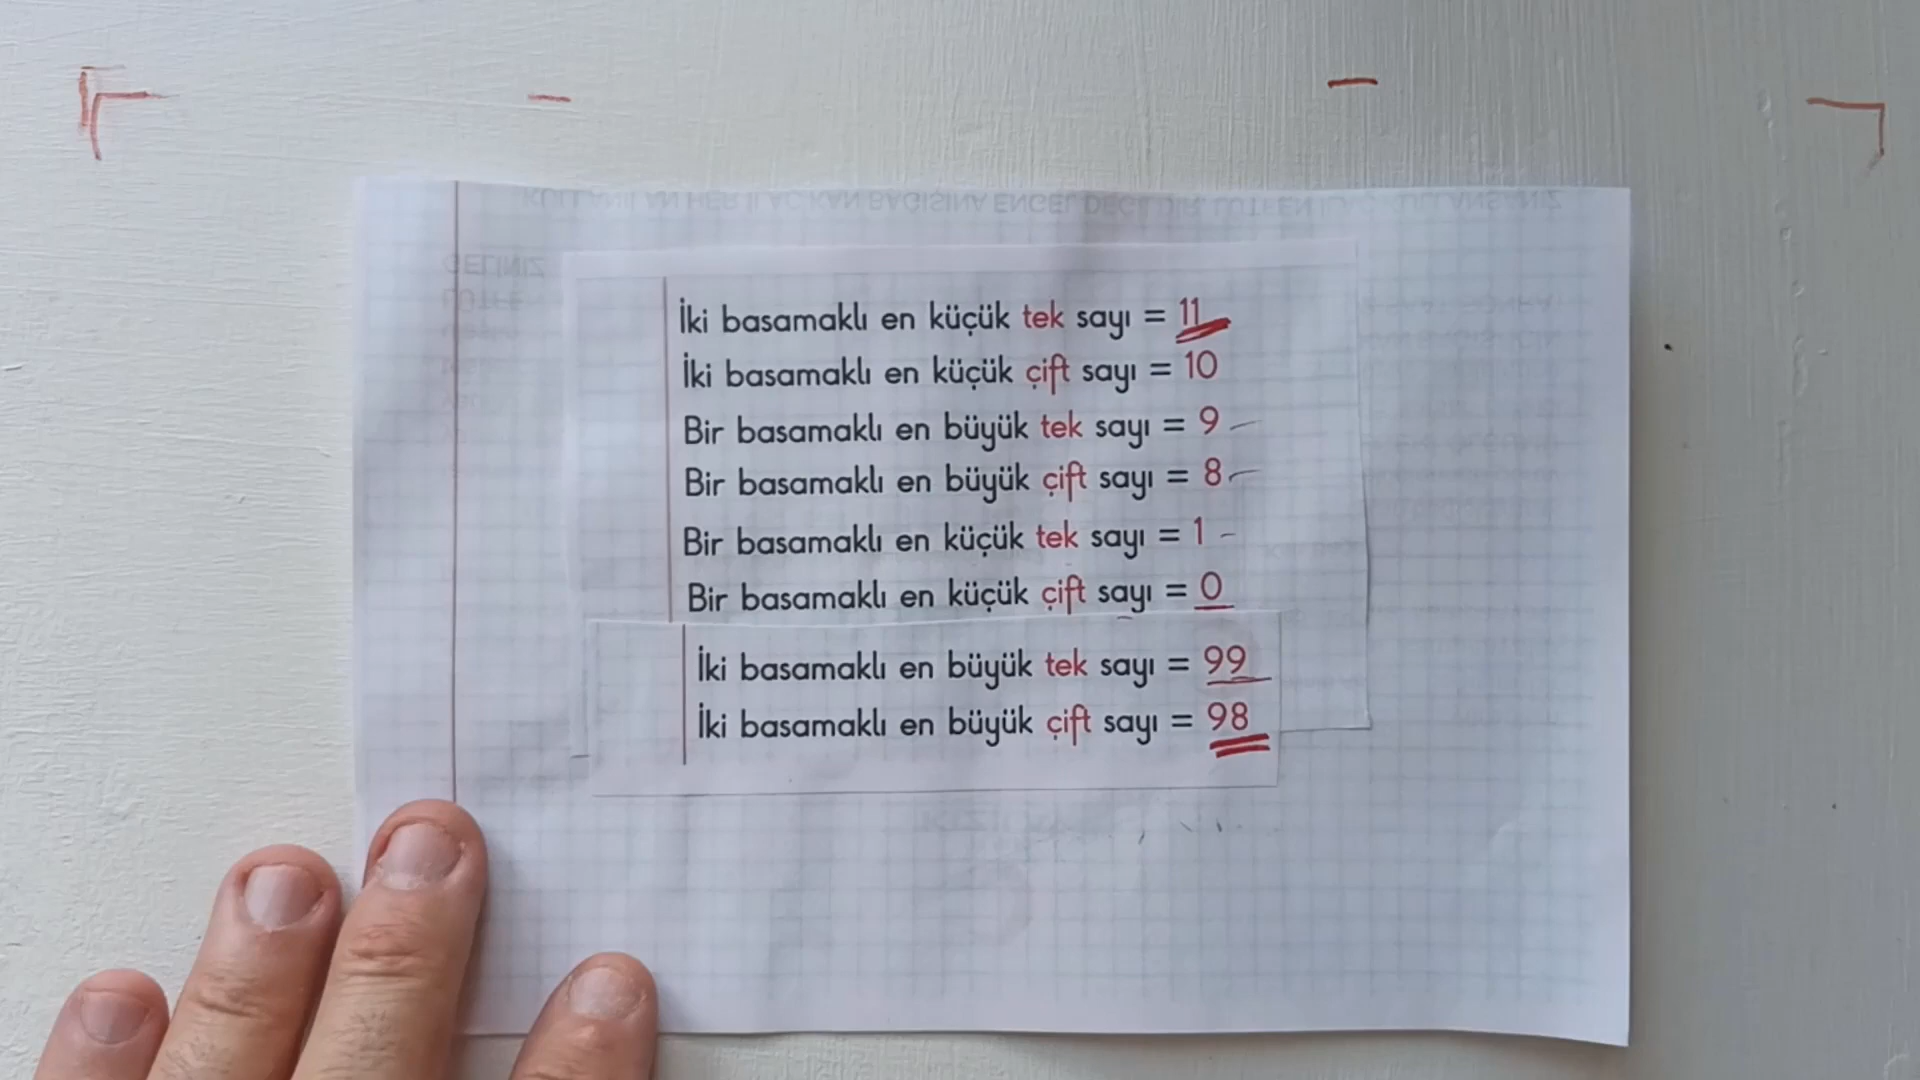 İki basamaklı en küçük tek sayı = 11
İki basamaklı en küçük çift sayı = 10
Bir basamaklı en büyük tek sayı = 9
Bir basamaklı en büyük çift sayı = 8
Bir basamaklı en küçük tek sayı = 1
Bir basamaklı en küçük çift sayı = 0
İki basamaklı en büyük tek sayı = 99
İki basamaklı en büyük çift sayı = 98